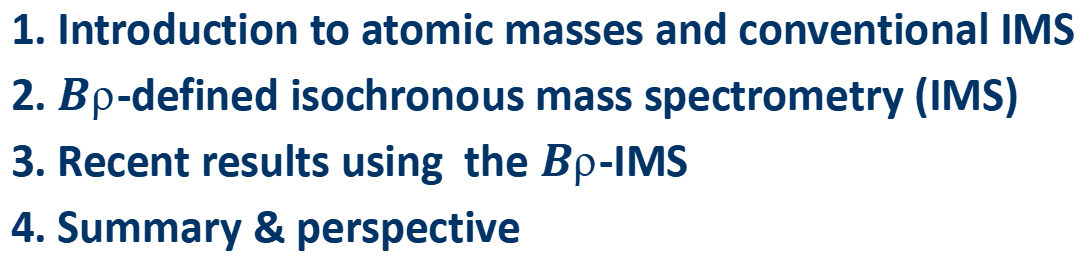 1. Introduction to atomic masses and conventional IMS
2. Bρ-defined isochronous mass spectrometry (IMS)
3. Recent results using  the Bρ-IMS
4. Summary & perspective